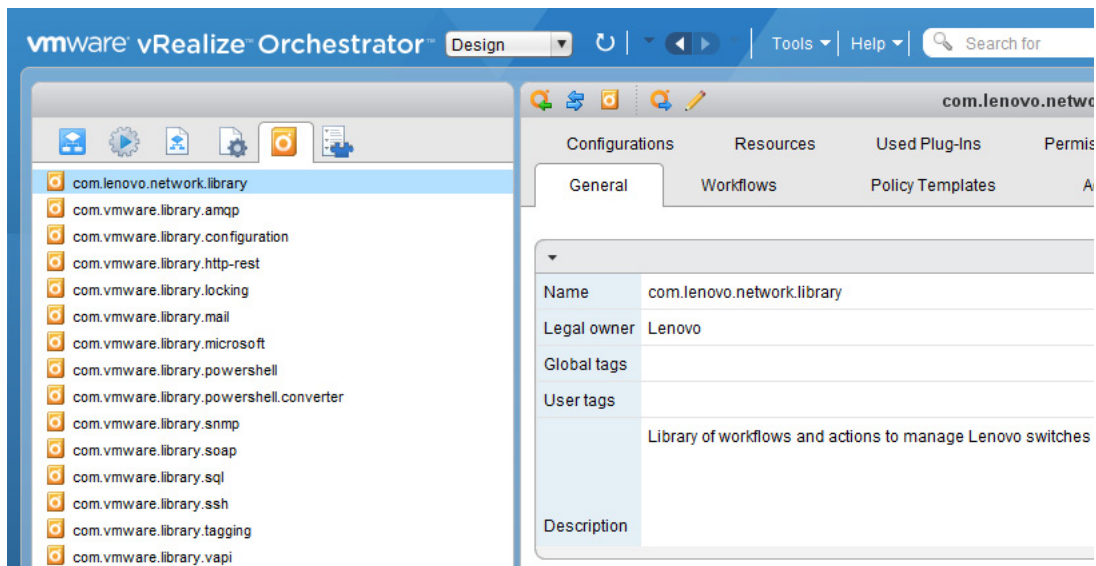 vmware vRealize Orchestrator Design Tools Help Search for
com.lenovo.netwo
Configurations Resources Used Plug-Ins Permis
General Workflows Policy Templates A
com.lenovo.network.library
com.vmware.library.amqp
com.vmware.library.configuration
com.vmware.library.http-rest
com.vmware.library.locking
com.vmware.library.mail
com.vmware.library.microsoft
com.vmware.library.powershell
com.vmware.library.powershell.converter
com.vmware.library.snmp
com.vmware.library.soap
com.vmware.library.sql
com.vmware.library.ssh
com.vmware.library.tagging
com.vmware.library.vapi
Name com.lenovo.network.library
Legal owner Lenovo
Global tags
User tags
Library of workflows and actions to manage Lenovo switches
Description